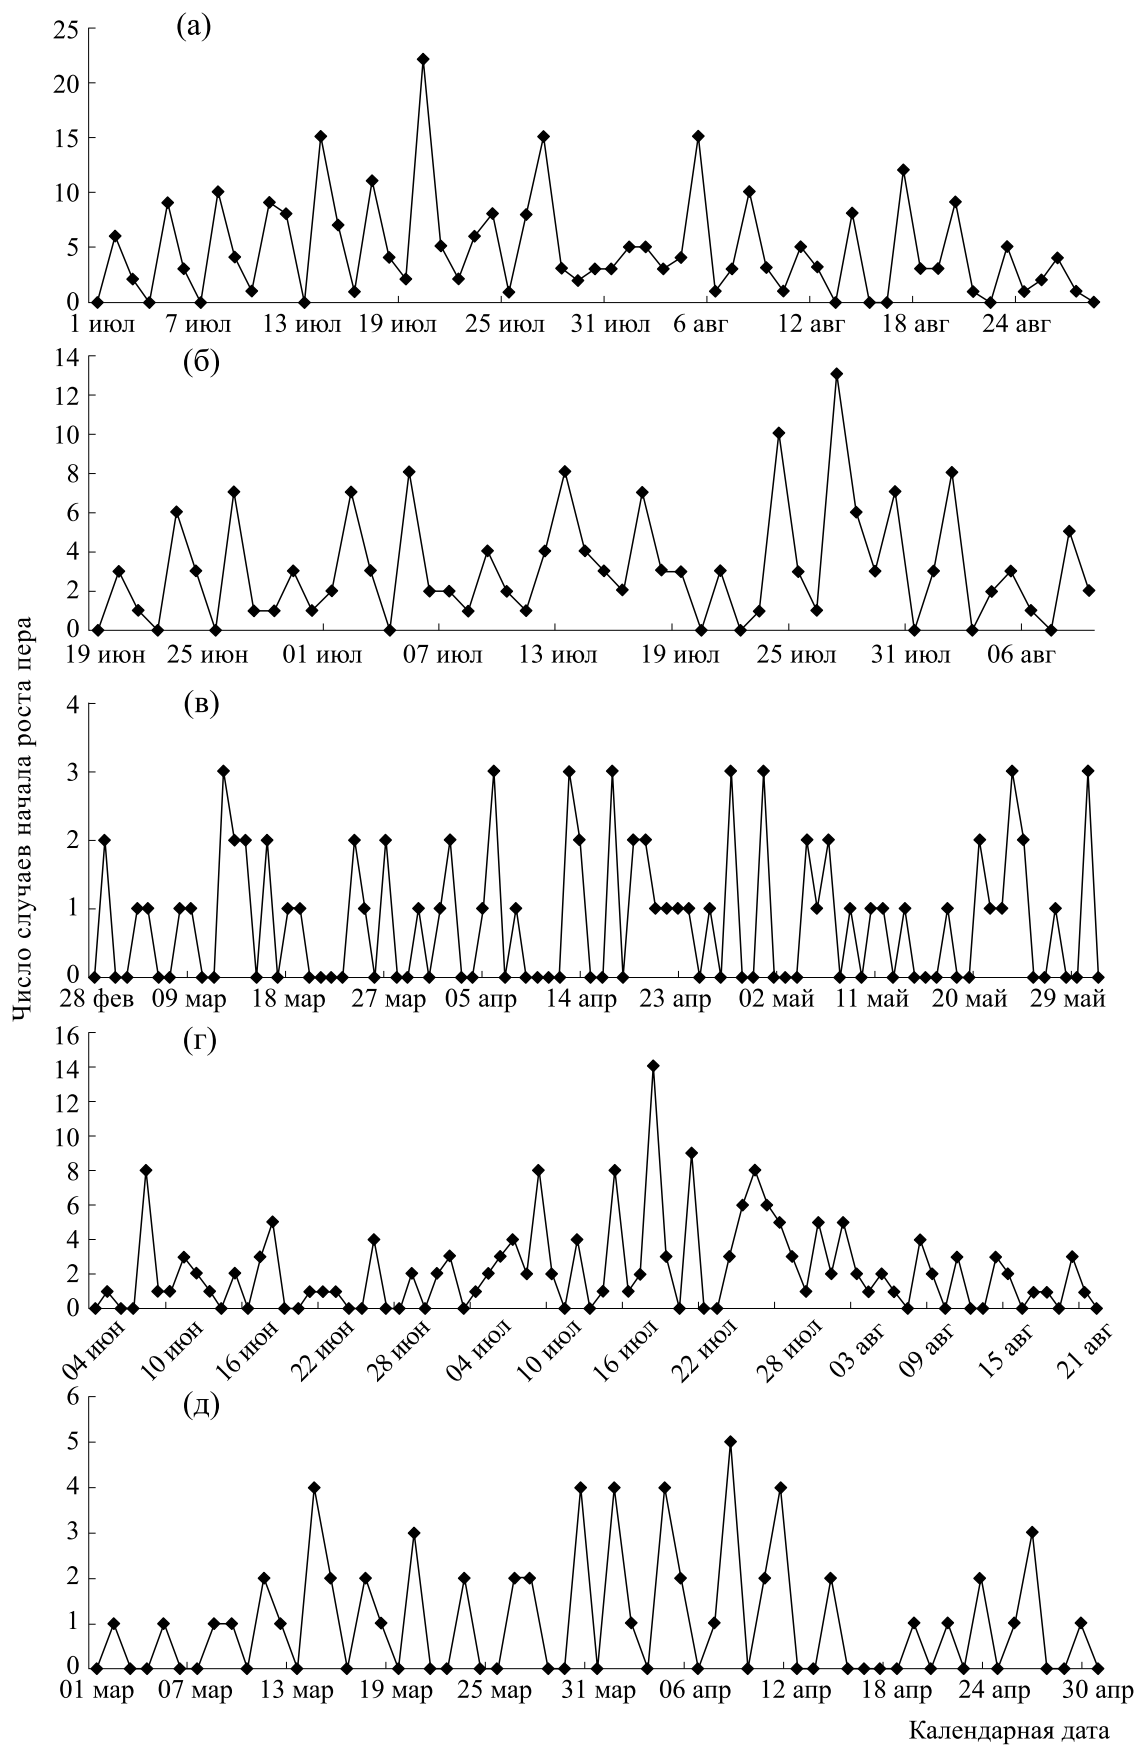 (а)
25
20
15
10
5
0
1 июл 7 июл 13 июл 19 июл 25 июл 31 июл 6 авг 12 авг 18 авг 24 авг
(б)
14
12
10
8
6
4
2
0
19 июн 25 июн 01 июл 07 июл 13 июл 19 июл 25 июл 31 июл 06 авг
Число случаев начала роста пера
(в)
4
3
2
1
0
28 фев 09 мар 18 мар 27 мар 05 апр 14 апр 23 апр 02 май 11 май 20 май 29 май
(г)
16
14
12
10
8
6
4
2
0
04 июн 10 июн 16 июн 22 июн 28 июн 04 июл 10 июл 16 июл 22 июл 28 июл 03 авг 09 авг 15 авг 21 авг
(д)
6
5
4
3
2
1
0
01 мар 07 мар 13 мар 19 мар 25 мар 31 мар 06 апр 12 апр 18 апр 24 апр 30 апр
Календарная дата